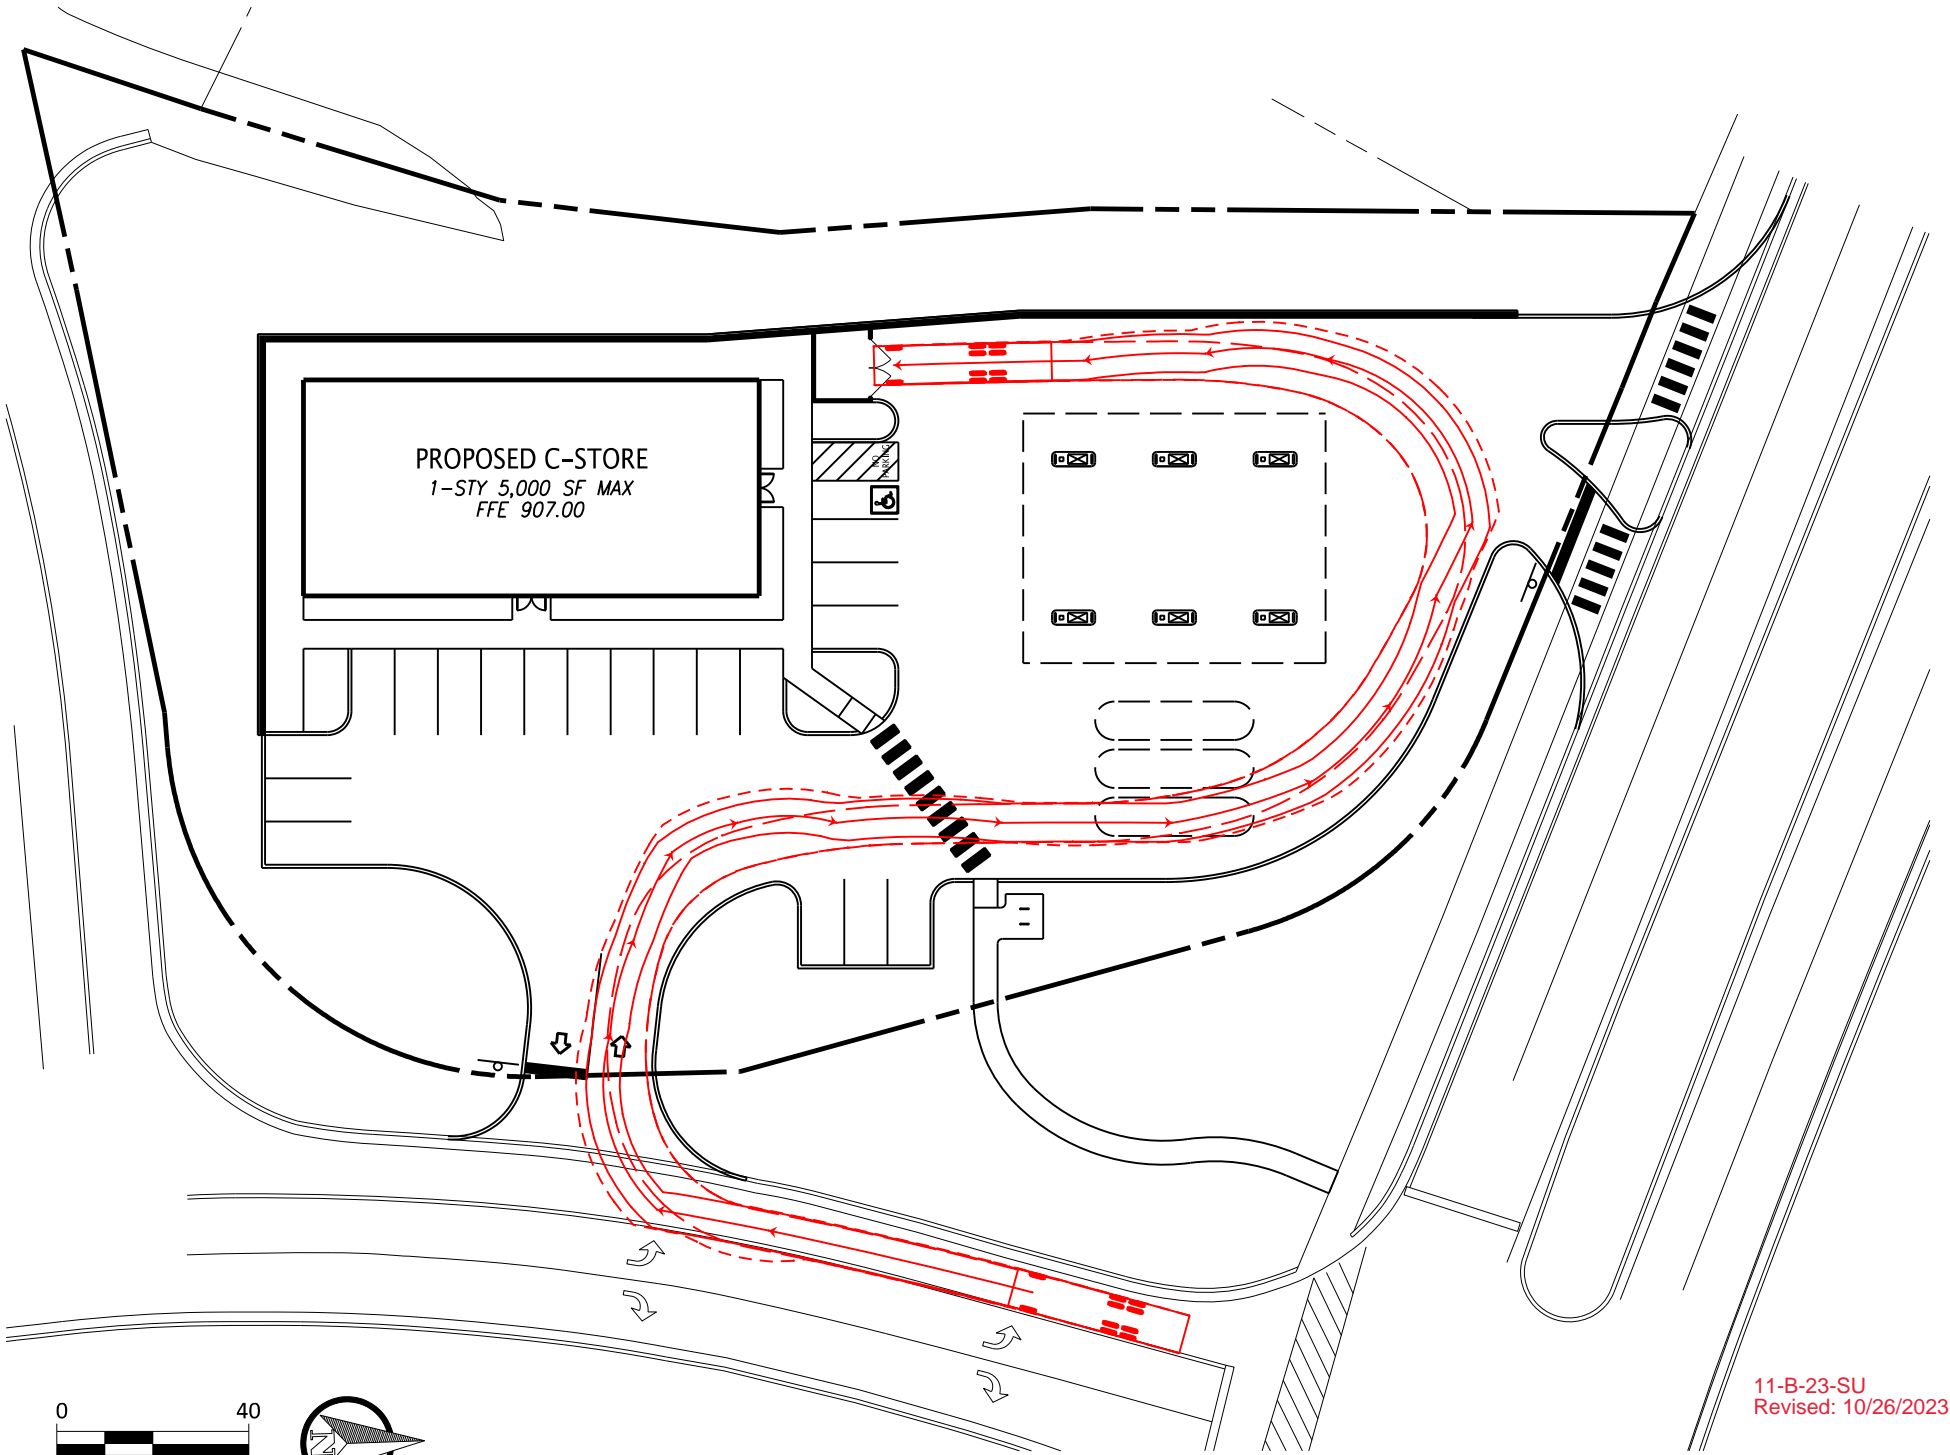 PROPOSED C-STORE
1-STY 5,000 SF MAX
FFE 907.00
NO
PARKING
0 40
N
11-B-23-SU
Revised: 10/26/2023